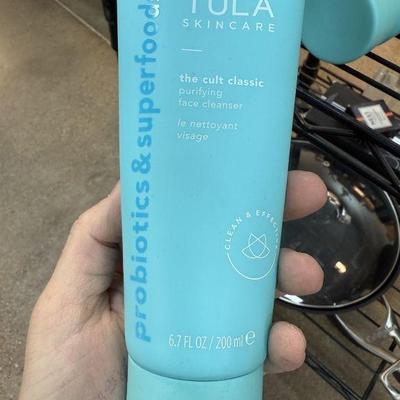 TULA
SKINCARE
the cult classic
purifying
face cleanser
le nettoyant
visage
probiotics & superfoods
CLEAN & EFFECTIVE
6.7 FL OZ / 200 ml e